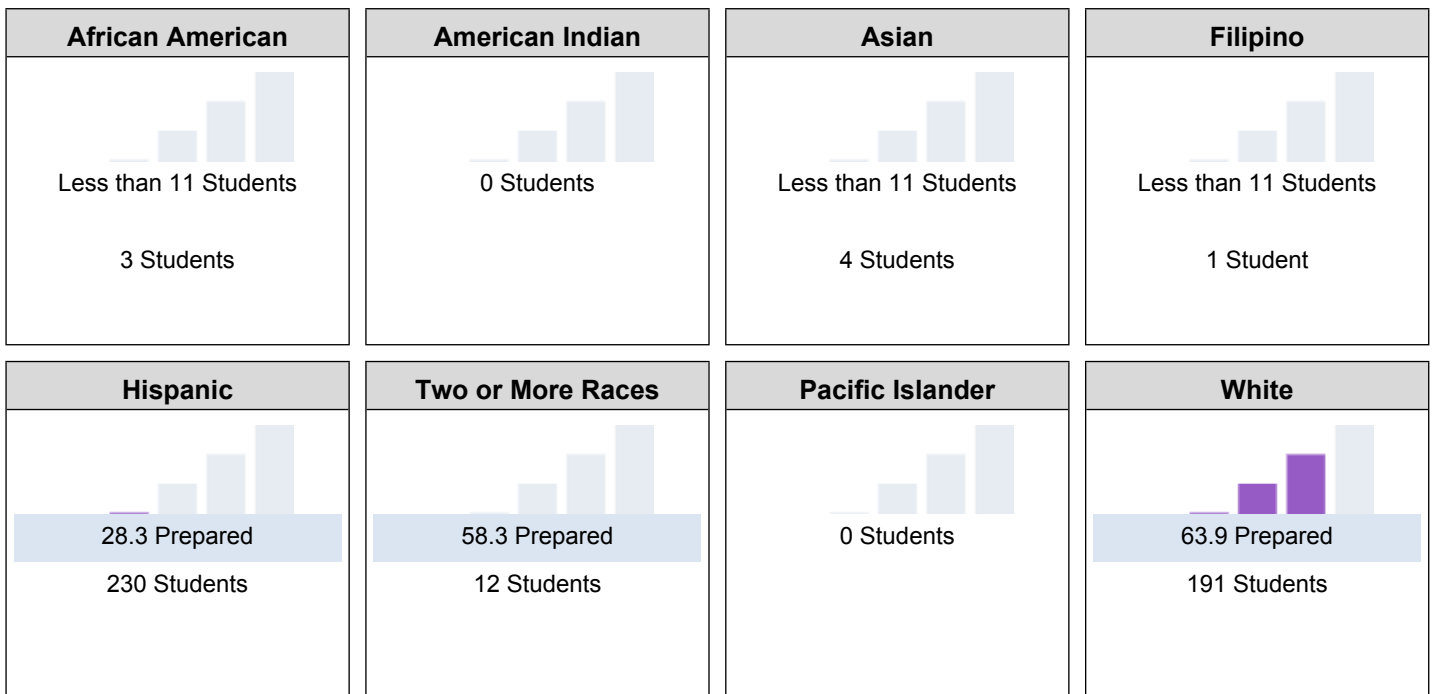 African American
American Indian
Asian
Filipino
Less than 11 Students
0 Students
Less than 11 Students
Less than 11 Students
3 Students
4 Students
1 Student
Hispanic
Two or More Races
Pacific Islander
White
28.3 Prepared
58.3 Prepared
0 Students
63.9 Prepared
230 Students
12 Students
191 Students